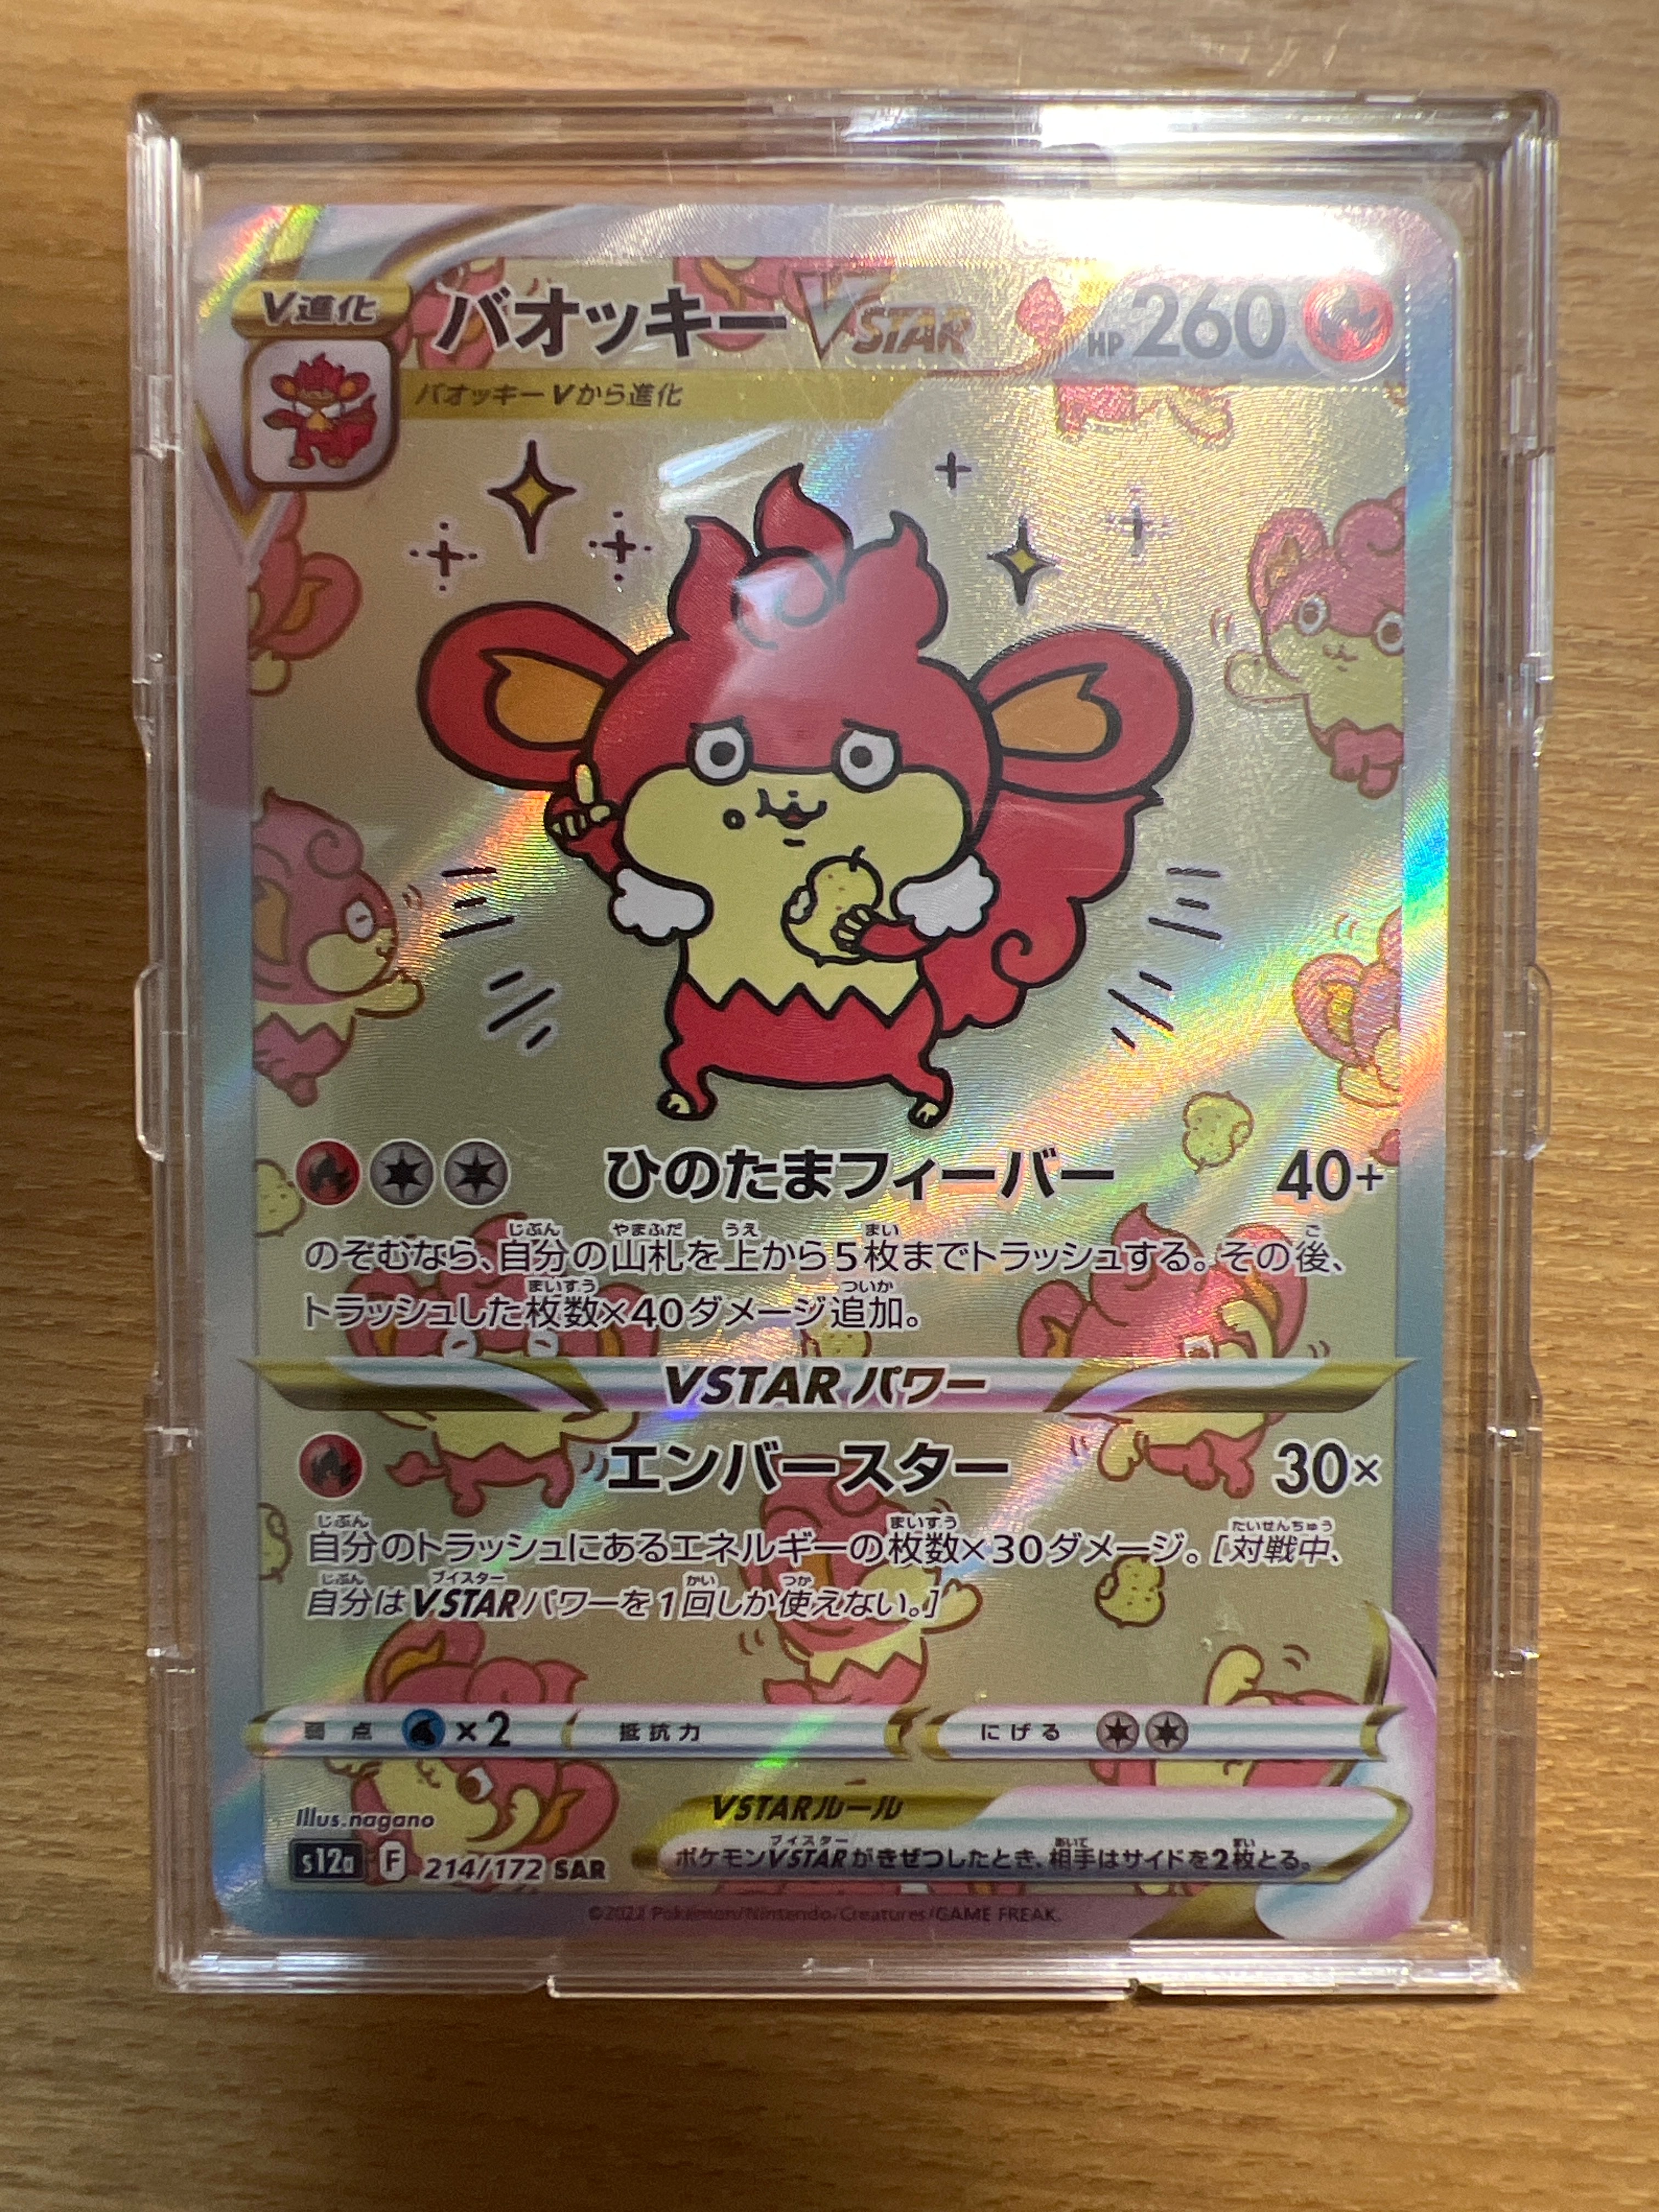 V進化
バオッキー VSTAR HP 260
バオッキーVから進化
ひのたまフィーバー 40+
のぞむなら、自分の山札を上から5枚までトラッシュする。その後、
トラッシュした枚数×40ダメージ追加。
VSTARパワー
エンバースター 30×
自分のトラッシュにあるエネルギーの枚数×30ダメージ。[対戦中、
自分はVSTARパワーを1回しか使えない。]
弱点 ×2 抵抗力 にげる
Illus.nagano
VSTARルール
ポケモンVSTARがきぜつしたとき、相手はサイドを2枚とる。
s12a F 214/172 SAR
©2022 Pokémon/Nintendo/Creatures/GAME FREAK.